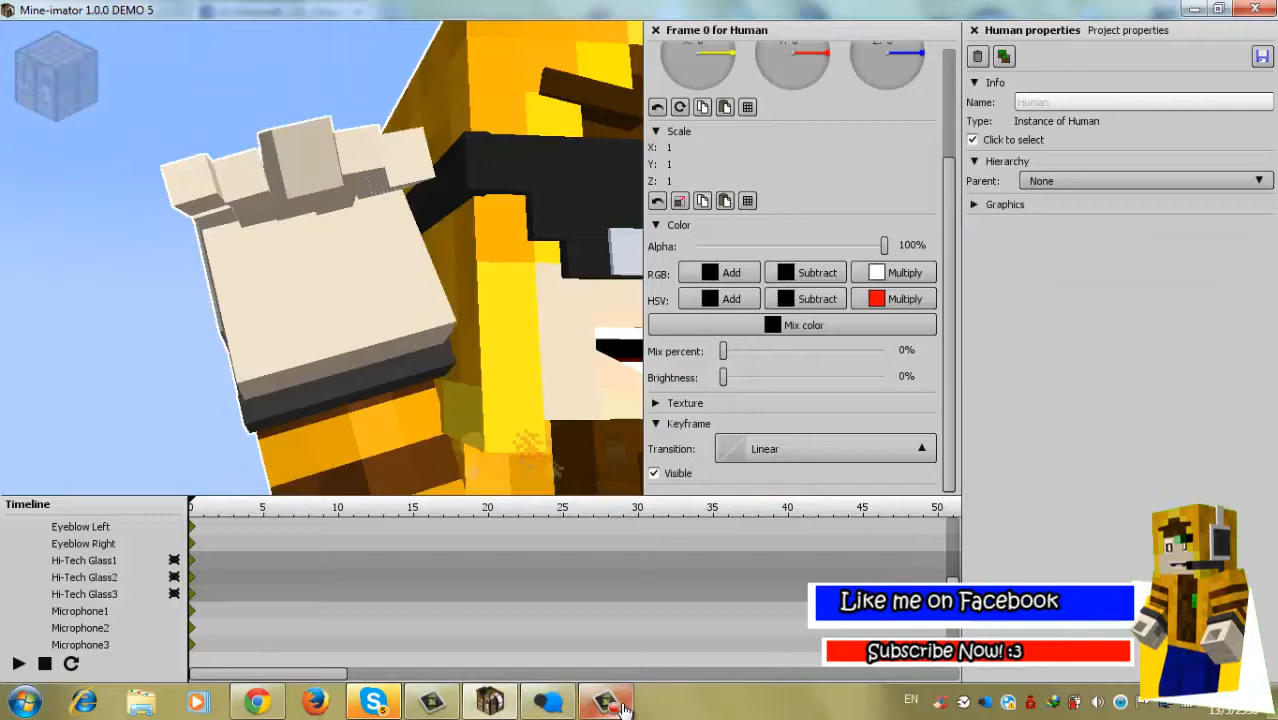 Mine-imator 1.0.0 DEMO 5
Frame 0 for Human
Human properties Project properties
Info
Name: Human
Type: Instance of Human
Click to select
Hierarchy
Parent: None
Graphics
Scale
X: 1
Y: 1
Z: 1
Color
Alpha: 100%
RGB: Add Subtract Multiply
HSV: Add Subtract Multiply
Mix color
Mix percent: 0%
Brightness: 0%
Texture
Keyframe
Transition: Linear
Visible
Timeline
0 5 10 15 20 25 30 35 40 45 50
Eyeblow Left
Eyeblow Right
Hi-Tech Glass1
Hi-Tech Glass2
Hi-Tech Glass3
Microphone1
Microphone2
Microphone3
Like me on Facebook
Subscribe Now! :3
EN